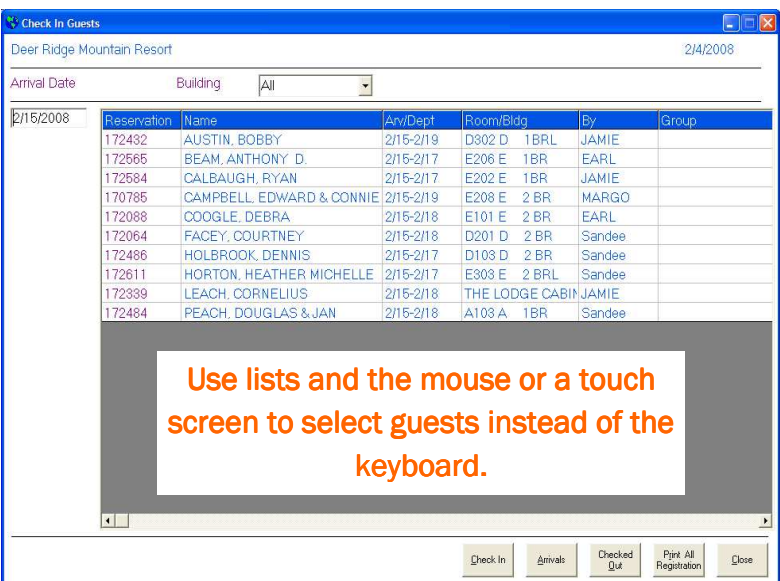 Check In Guests
Deer Ridge Mountain Resort 2/4/2008
Arrival Date Building All
2/15/2008
Reservation Name Arv/Dept Room/Bldg By Group
172432 AUSTIN, BOBBY 2/15-2/19 D302 D 1BRL JAMIE
172565 BEAM, ANTHONY D. 2/15-2/17 E206 E 1BR EARL
172584 CALBAUGH, RYAN 2/15-2/17 E202 E 1BR JAMIE
170785 CAMPBELL, EDWARD & CONNIE 2/15-2/19 E208 E 2 BR MARGO
172088 COOGLE, DEBRA 2/15-2/18 E101 E 2 BR EARL
172064 FACEY, COURTNEY 2/15-2/18 D201 D 2 BR Sandee
172486 HOLBROOK, DENNIS 2/15-2/17 D103 D 2 BR Sandee
172611 HORTON, HEATHER MICHELLE 2/15-2/17 E303 E 2 BRL Sandee
172339 LEACH, CORNELIUS 2/15-2/18 THE LODGE CABIN JAMIE
172484 PEACH, DOUGLAS & JAN 2/15-2/18 A103 A 1BR Sandee
Use lists and the mouse or a touch
screen to select guests instead of the
keyboard.
Check In Arrivals Checked Out Print All Registration Close